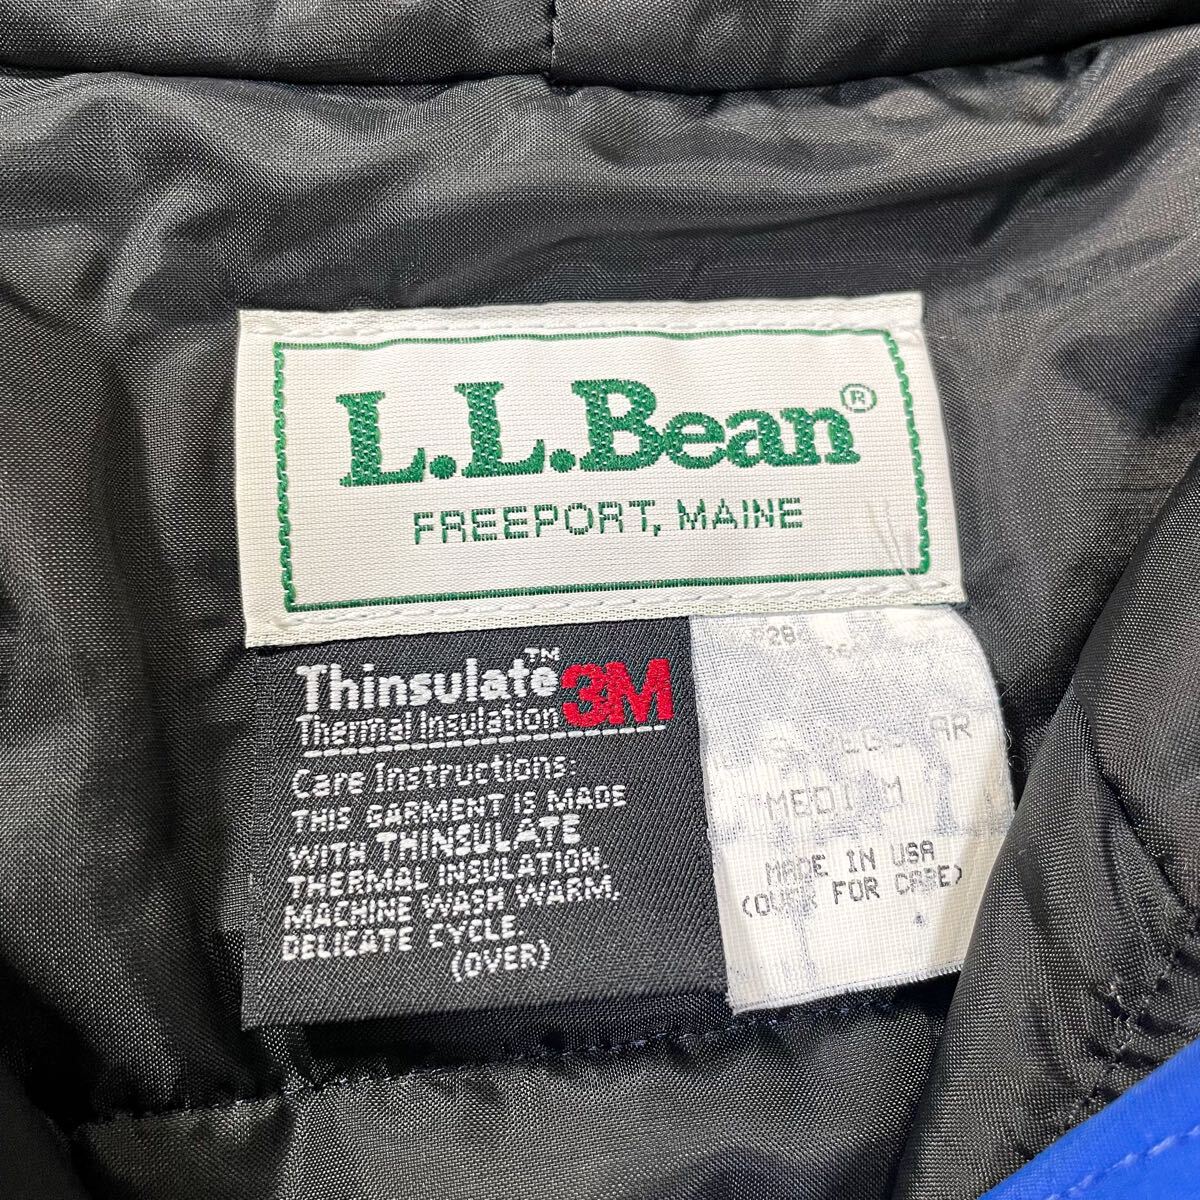 L.L.Bean®
FREEPORT, MAINE
Thinsulate™ 3M
Thermal Insulation
Care Instructions:
THIS GARMENT IS MADE
WITH THINSULATE
THERMAL INSULATION.
MACHINE WASH WARM,
DELICATE CYCLE.
(OVER)
MEDIUM
MADE IN USA
(OVER FOR CARE)